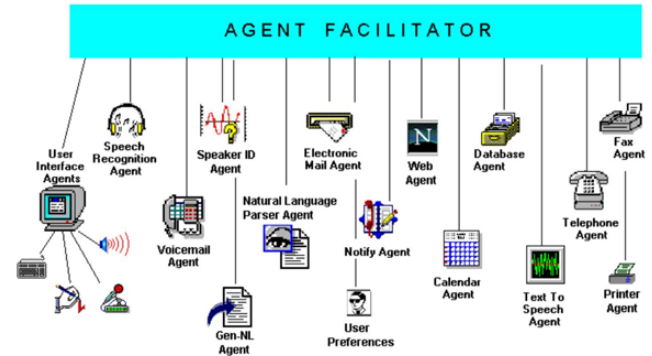 AGENT FACILITATOR
User
Interface
Agents
Speech
Recognition
Agent
Speaker ID
Agent
Electronic
Mail Agent
N
Web
Agent
Database
Agent
Fax
Agent
Voicemail
Agent
Natural Language
Parser Agent
Notify Agent
Calendar
Agent
Telephone
Agent
Gen-NL
Agent
User
Preferences
Text To
Speech
Agent
Printer
Agent